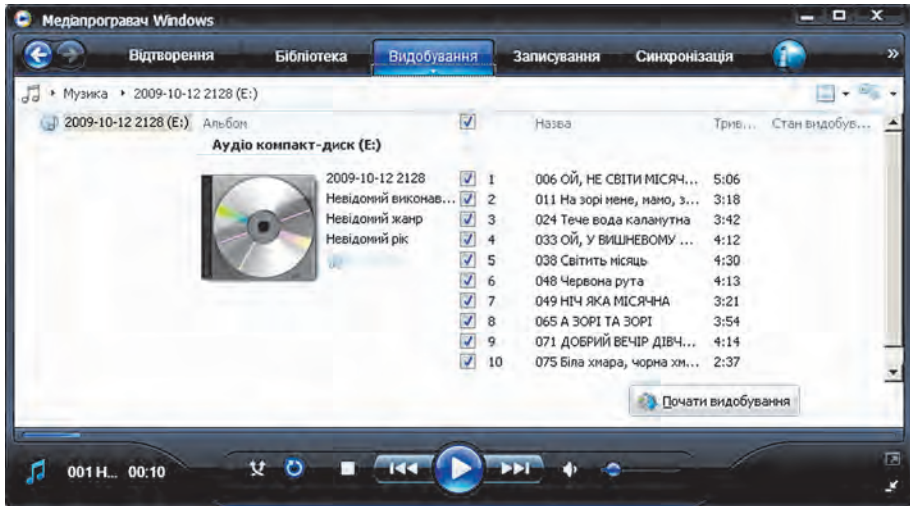 Медіапрогравач Windows
Відтворення Бібліотека Видобування Записування Синхронізація »
Музика 2009-10-12 2128 (E:)
2009-10-12 2128 (E:) Альбом Назва Трив... Стан видобув...
Аудіо компакт-диск (E:)
2009-10-12 2128 1 006 ОЙ, НЕ СВІТИ МІСЯЧ... 5:06
Невідомий виконав... 2 011 На зорі мене, мамо, з... 3:18
Невідомий жанр 3 024 Тече вода каламутна 3:42
Невідомий рік 4 033 ОЙ, У ВИШНЕВОМУ ... 4:12
5 038 Світить місяць 4:30
6 048 Червона рута 4:13
7 049 НІЧ ЯКА МІСЯЧНА 3:21
8 065 А ЗОРІ ТА ЗОРІ 3:54
9 071 ДОБРИЙ ВЕЧІР ДІВЧ... 4:14
10 075 Біла хмара, чорна хм... 2:37
Почати видобування
001 Н... 00:10